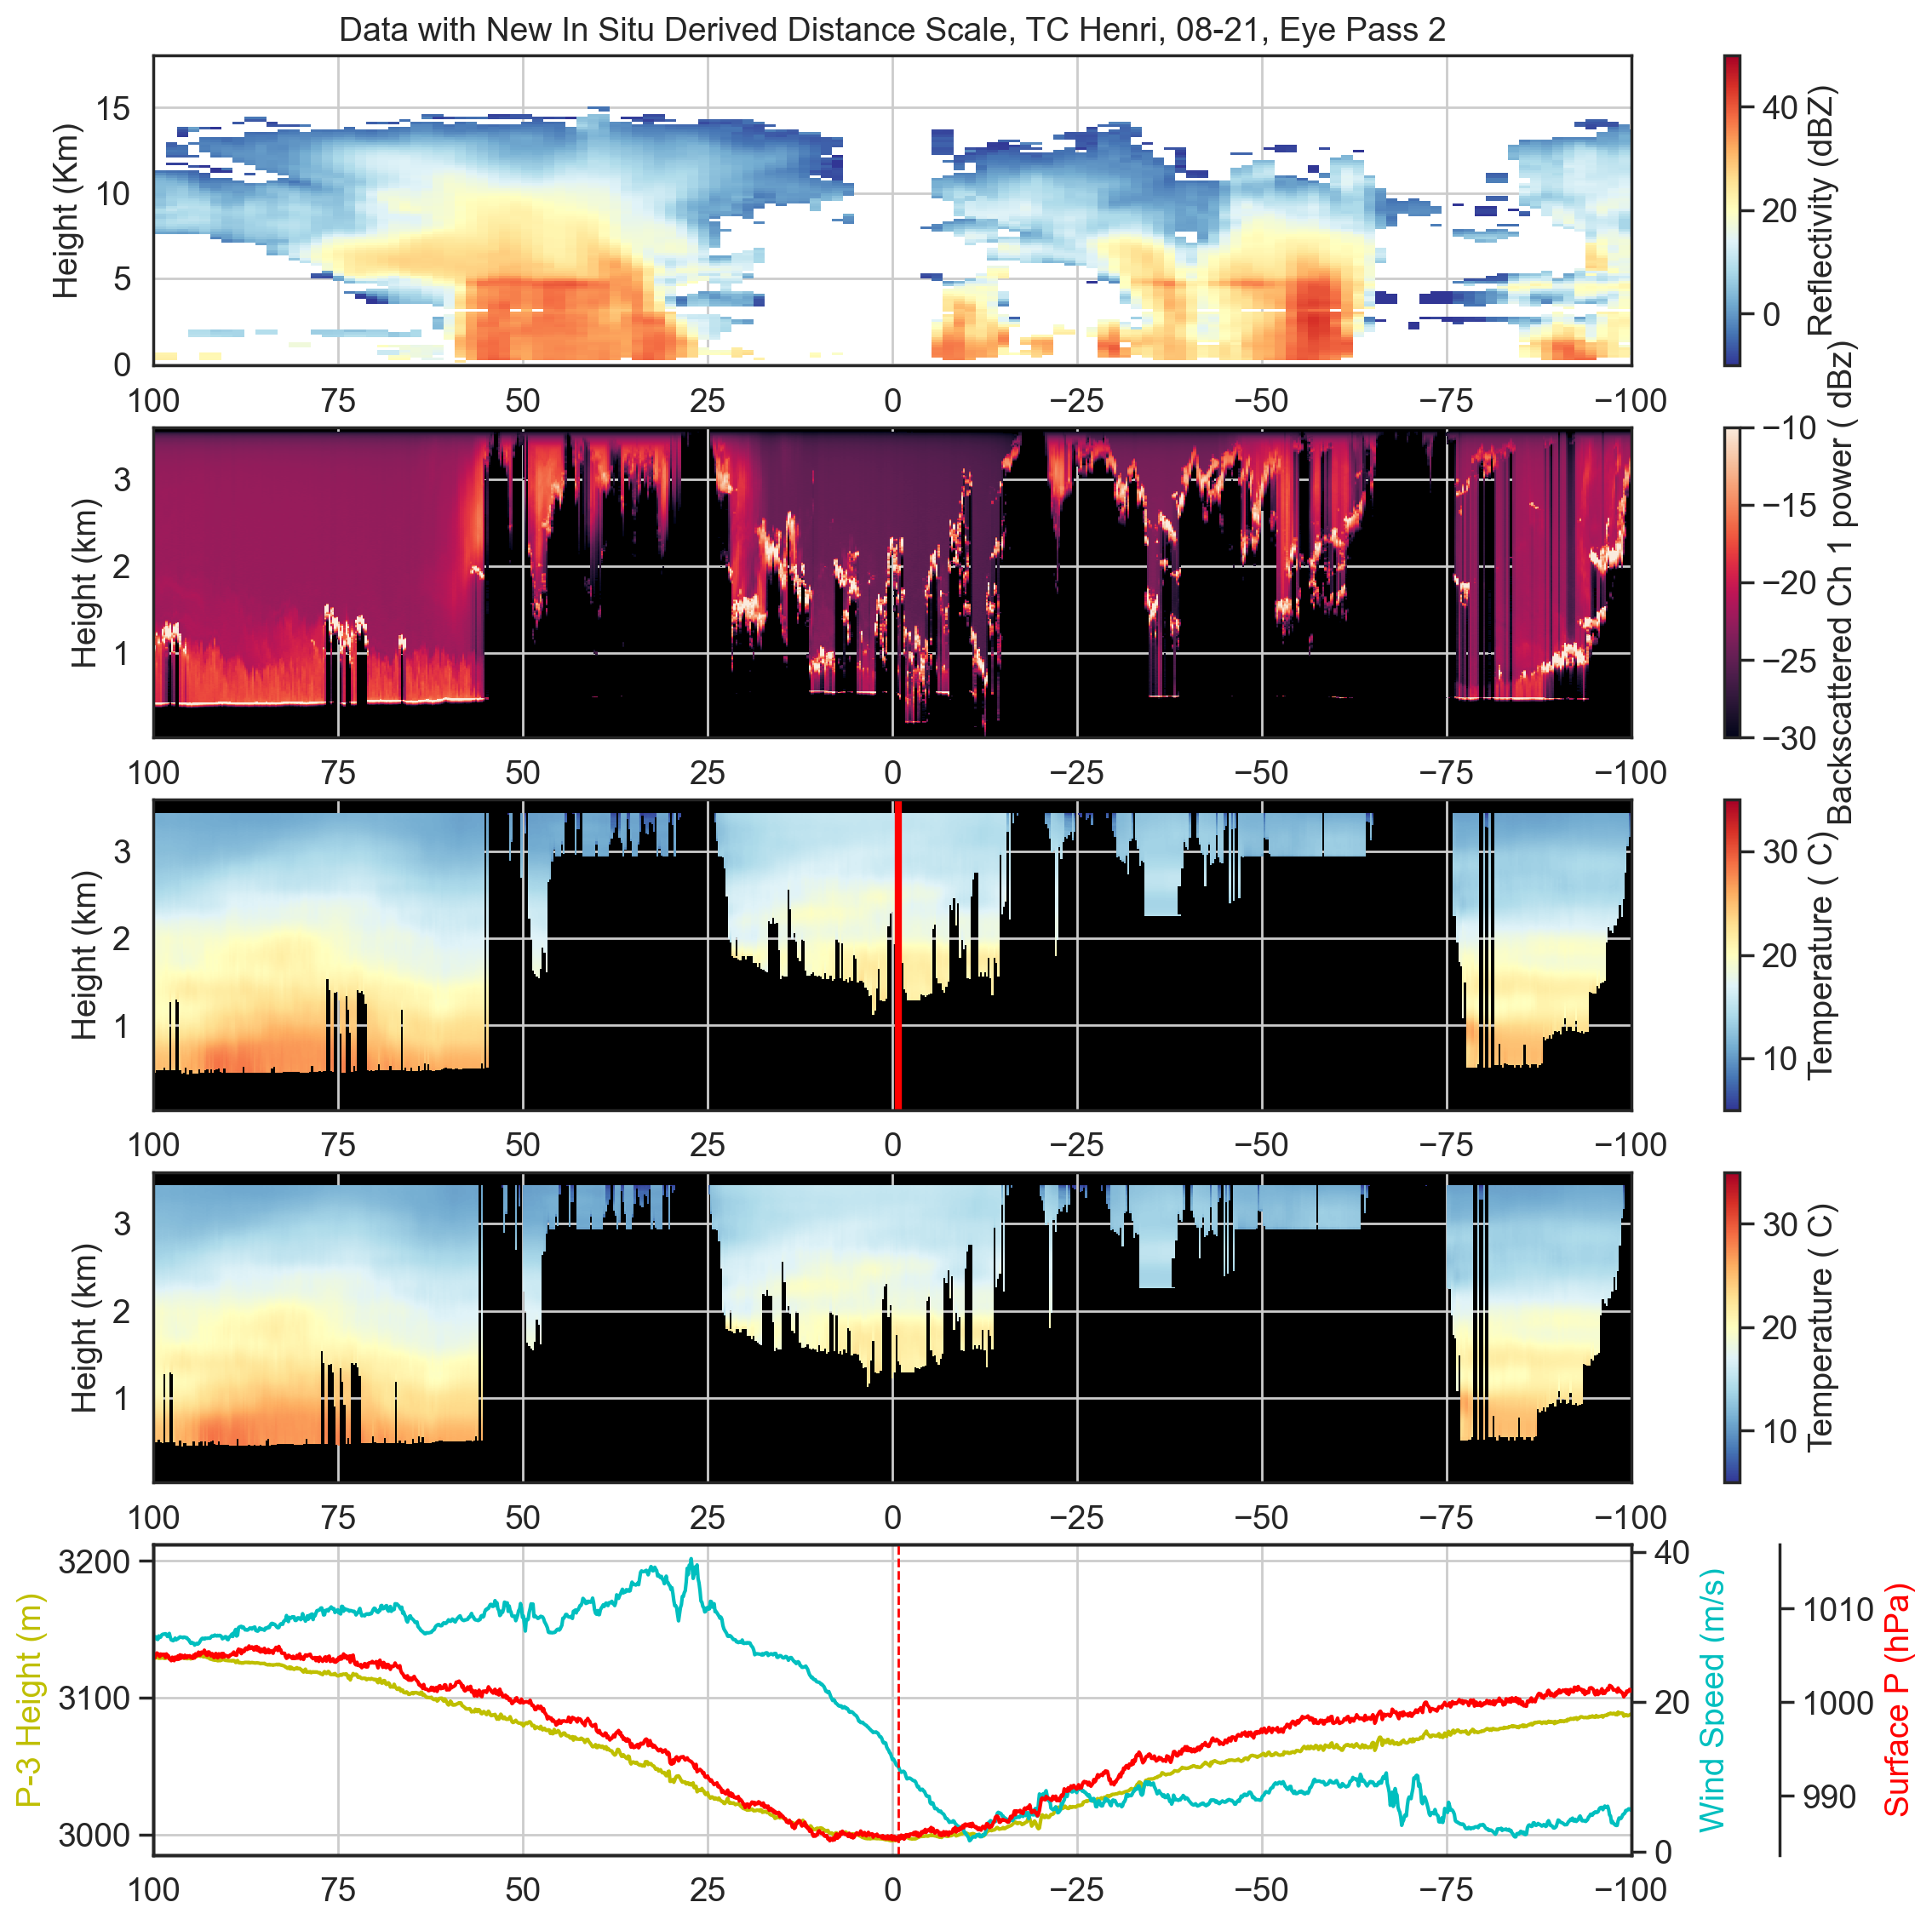 Data with New In Situ Derived Distance Scale, TC Henri, 08-21, Eye Pass 2
Height (Km)
15
10
5
0
100 75 50 25 0 −25 −50 −75 −100
40
20
0
Reflectivity (dBZ)
Height (km)
3
2
1
100 75 50 25 0 −25 −50 −75 −100
−10
−15
−20
−25
−30
Backscattered Ch 1 power ( dBz)
Height (km)
3
2
1
100 75 50 25 0 −25 −50 −75 −100
30
20
10
Temperature ( C)
Height (km)
3
2
1
100 75 50 25 0 −25 −50 −75 −100
30
20
10
Temperature ( C)
P-3 Height (m)
3200
3100
3000
100 75 50 25 0 −25 −50 −75 −100
40
20
0
Wind Speed (m/s)
1010
1000
990
Surface P (hPa)